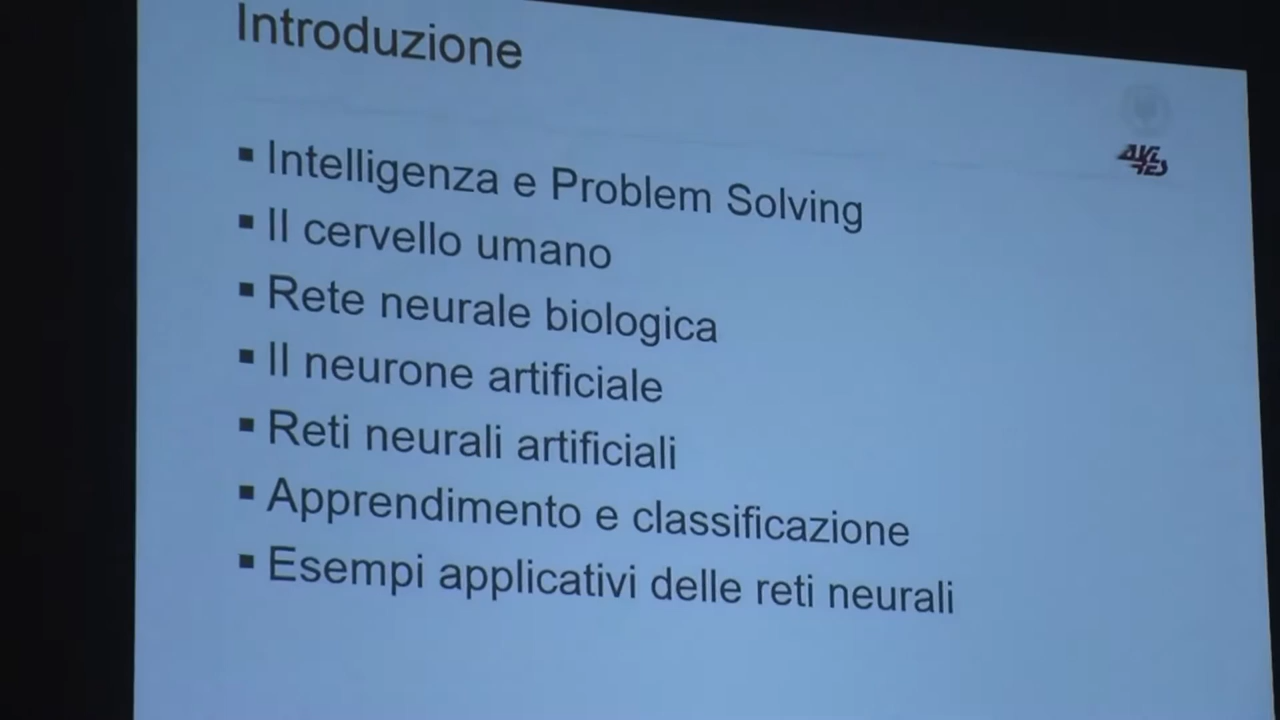 Introduzione
Intelligenza e Problem Solving
Il cervello umano
Rete neurale biologica
Il neurone artificiale
Reti neurali artificiali
Apprendimento e classificazione
Esempi applicativi delle reti neurali